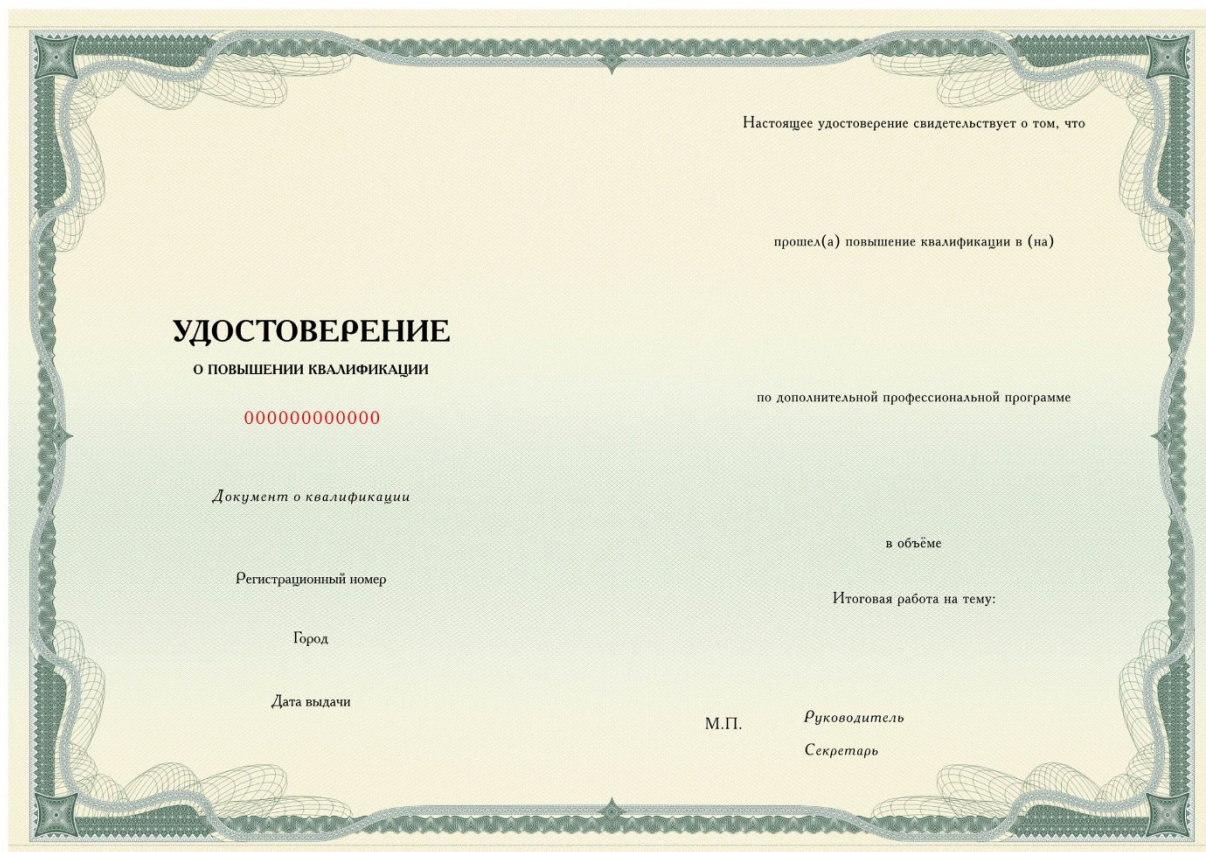 УДОСТОВЕРЕНИЕ
О ПОВЫШЕНИИ КВАЛИФИКАЦИИ
000000000000
Документ о квалификации
Регистрационный номер
Город
Дата выдачи
Настоящее удостоверение свидетельствует о том, что
прошел(а) повышение квалификации в (на)
по дополнительной профессиональной программе
в объёме
Итоговая работа на тему:
М.П.
Руководитель
Секретарь